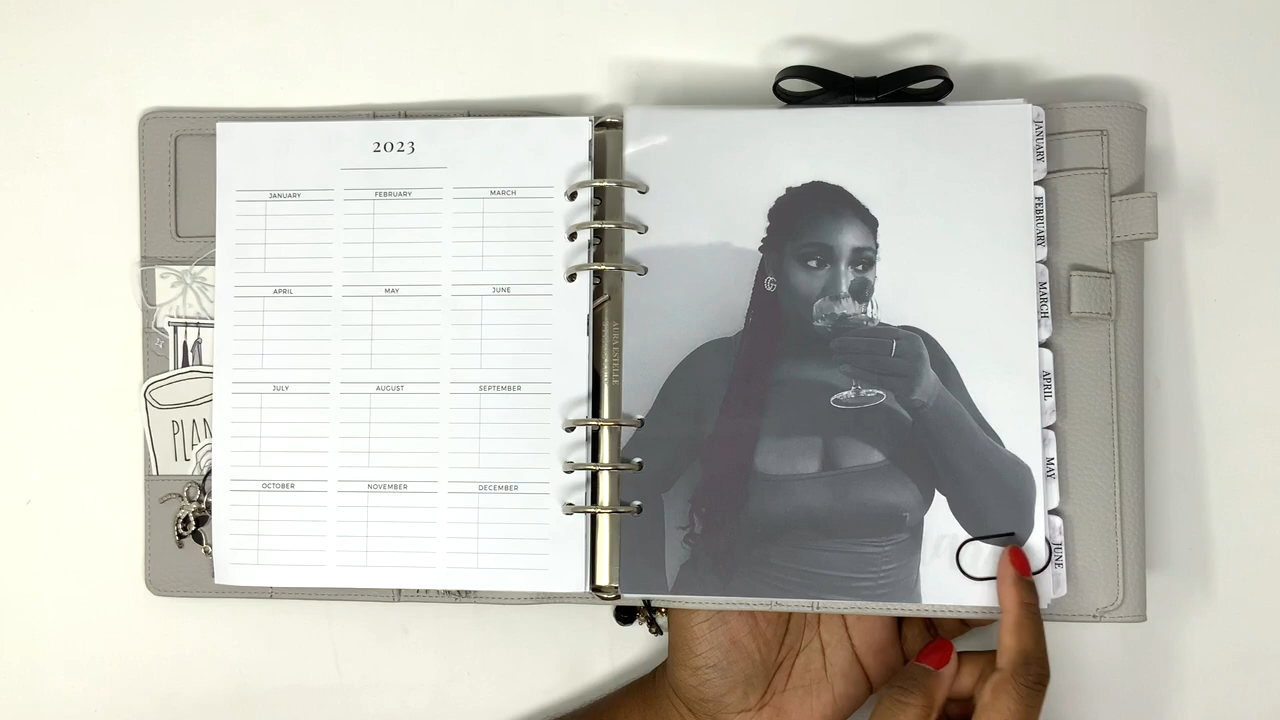 2023
JANUARY
FEBRUARY
MARCH
APRIL
MAY
JUNE
JULY
AUGUST
SEPTEMBER
OCTOBER
NOVEMBER
DECEMBER
PLAN
JANUARY
FEBRUARY
MARCH
APRIL
MAY
JUNE